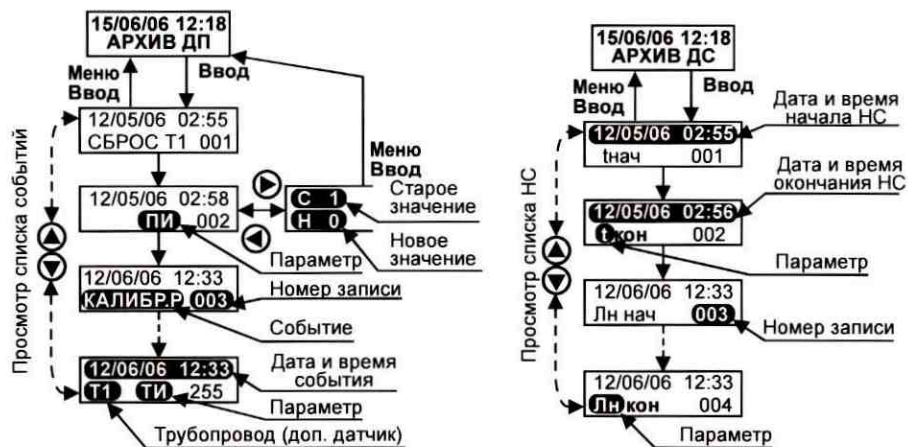 15/06/06 12:18
АРХИВ ДП
Меню
Ввод
Ввод
12/05/06 02:55
СБРОС Т1 001
Просмотр списка событий
12/05/06 02:58
ПИ 002
С 1
Н 0
Меню
Ввод
Старое
значение
Новое
значение
Параметр
12/06/06 12:33
КАЛИБР.Р 003
Номер записи
Событие
12/06/06 12:33
Т1 ТИ 255
Дата и время
события
Параметр
Трубопровод (доп. датчик)
15/06/06 12:18
АРХИВ ДС
Меню
Ввод
Ввод
12/05/06 02:55
tнач 001
Дата и время
начала НС
Просмотр списка НС
12/05/06 02:56
tкон 002
Дата и время
окончания НС
Параметр
12/06/06 12:33
Лн нач 003
Номер записи
12/06/06 12:33
Лн кон 004
Параметр